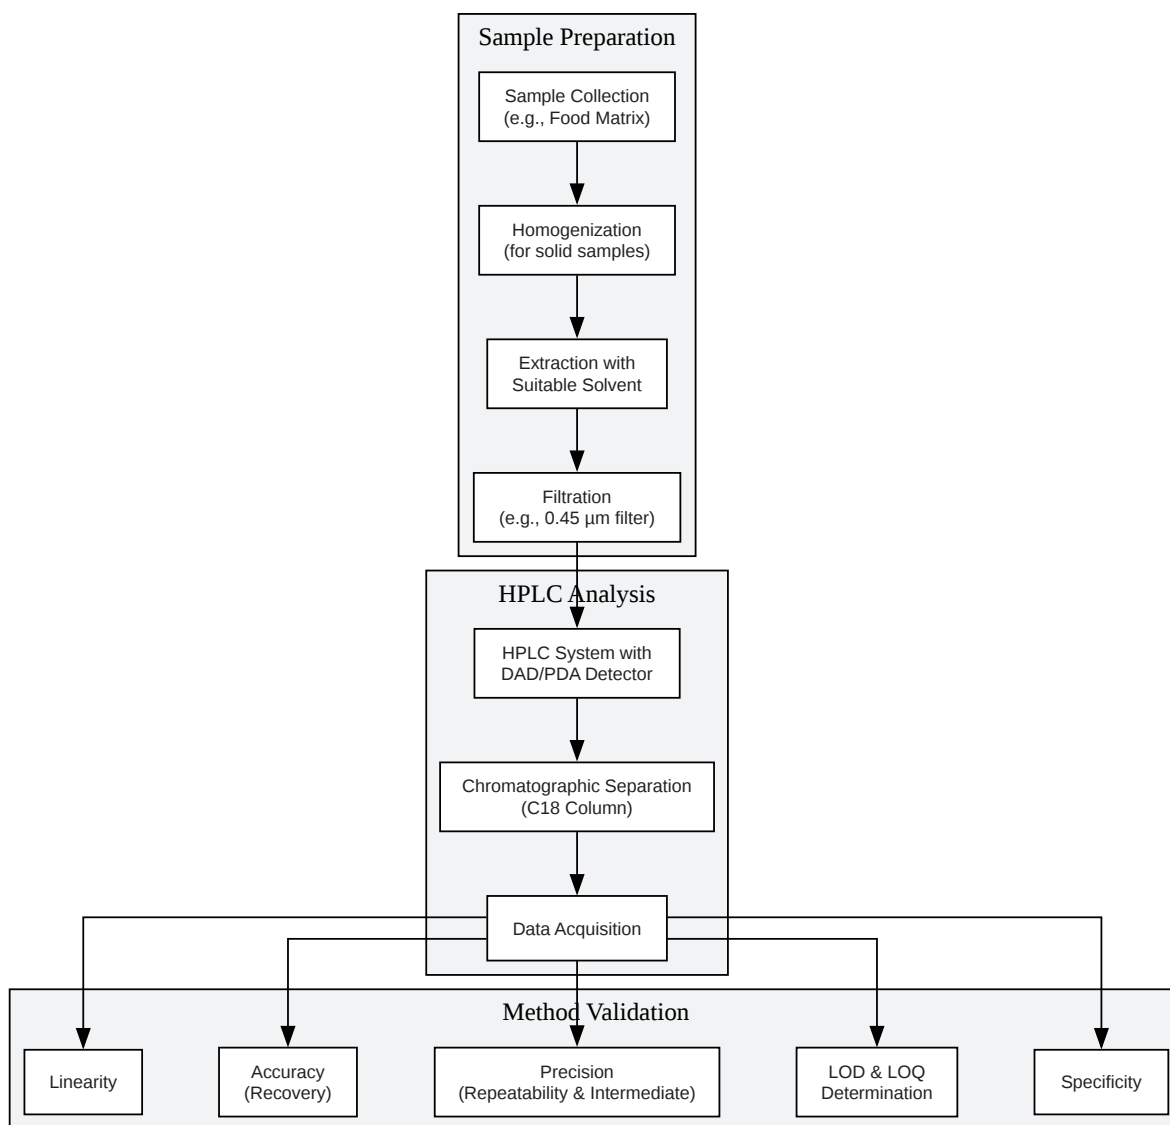 Sample Preparation
Sample Collection
(e.g., Food Matrix)
Homogenization
(for solid samples)
Extraction with
Suitable Solvent
Filtration
(e.g., 0.45 µm filter)
HPLC Analysis
HPLC System with
DAD/PDA Detector
Chromatographic Separation
(C18 Column)
Data Acquisition
Method Validation
Linearity
Accuracy
(Recovery)
Precision
(Repeatability & Intermediate)
LOD & LOQ
Determination
Specificity